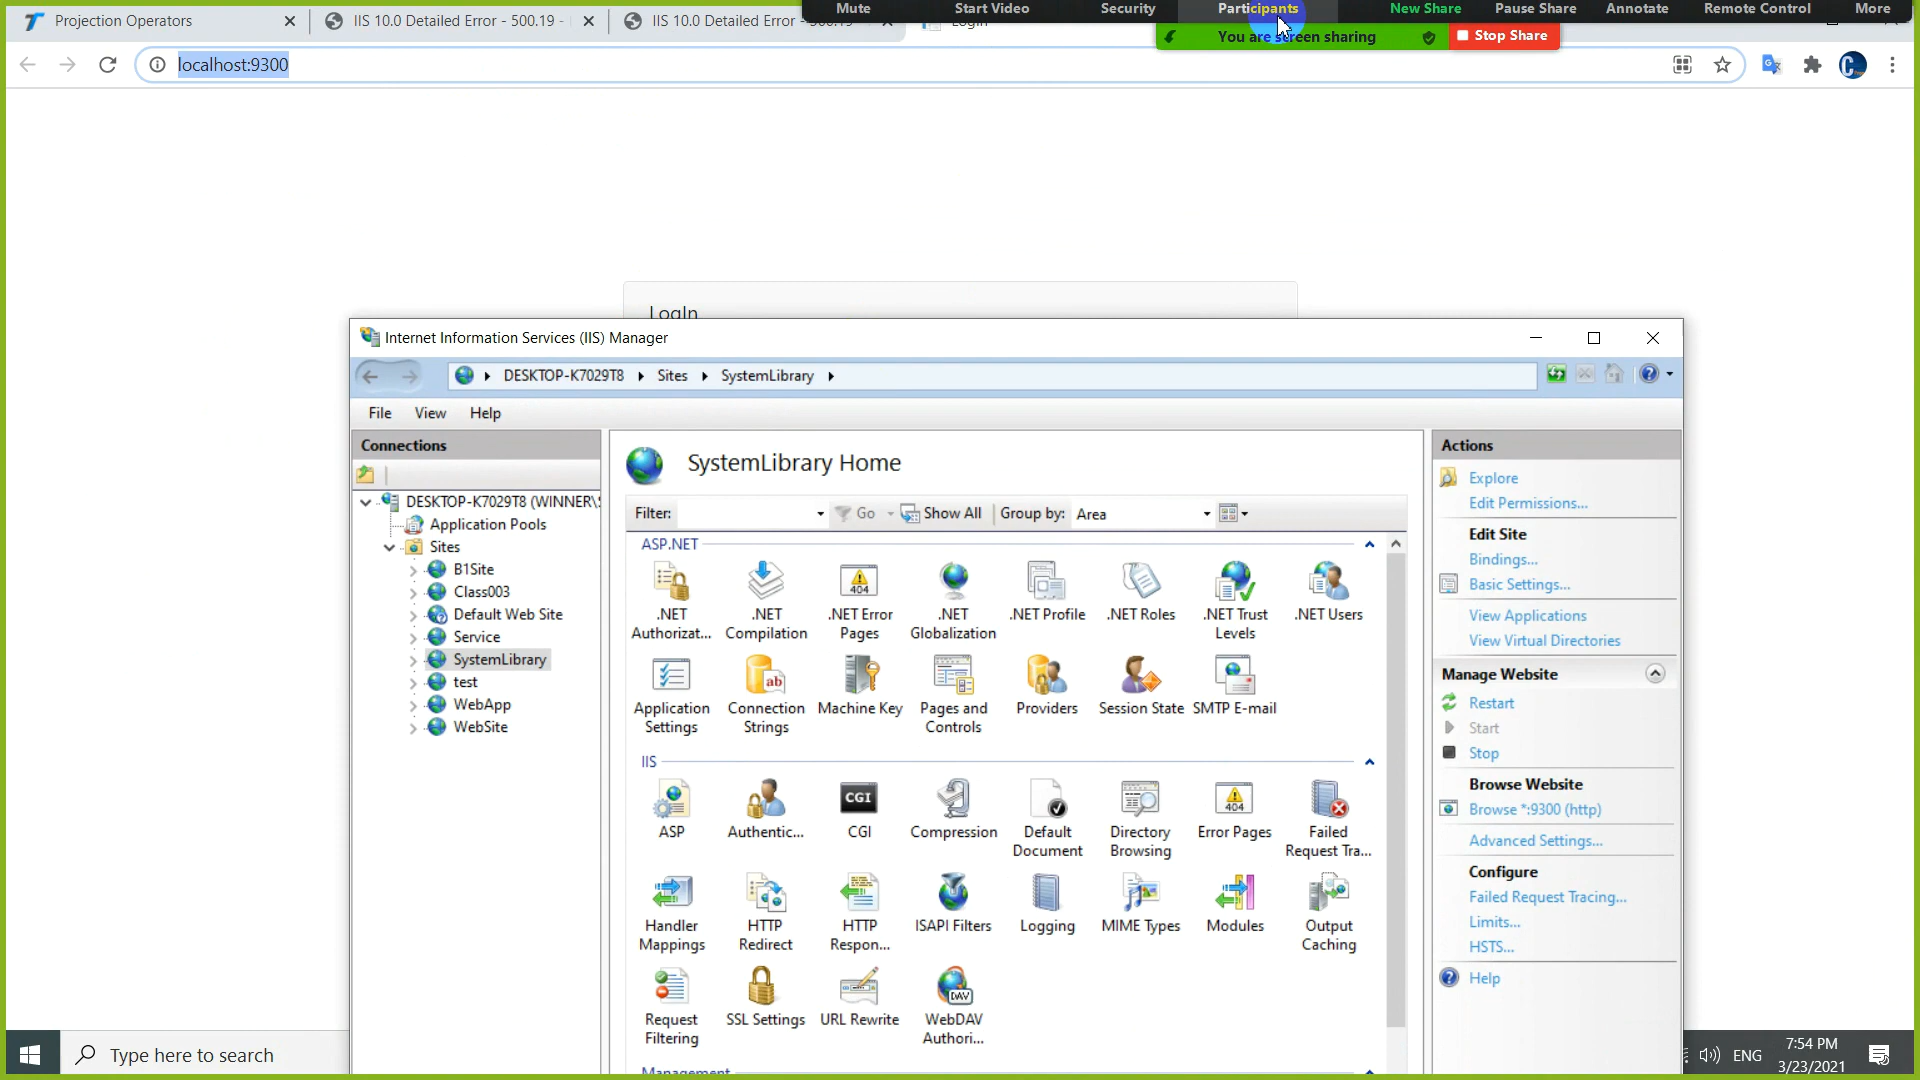 Mute
Start Video
Security
Participants
New Share
Pause Share
Annotate
Remote Control
More
You are screen sharing
Stop Share
Projection Operators
IIS 10.0 Detailed Error - 500.19 -
IIS 10.0 Detailed Error - 500.19 -
Login
localhost:9300
LogIn
Internet Information Services (IIS) Manager
DESKTOP-K7029T8
Sites
SystemLibrary
File
View
Help
Connections
DESKTOP-K7029T8 (WINNER\
Application Pools
Sites
B1Site
Class003
Default Web Site
Service
SystemLibrary
test
WebApp
WebSite
SystemLibrary Home
Filter:
Go
Show All
Group by:
Area
ASP.NET
.NET Authorizat...
.NET Compilation
.NET Error Pages
.NET Globalization
.NET Profile
.NET Roles
.NET Trust Levels
.NET Users
Application Settings
Connection Strings
Machine Key
Pages and Controls
Providers
Session State
SMTP E-mail
IIS
ASP
Authentic...
CGI
Compression
Default Document
Directory Browsing
Error Pages
Failed Request Tra...
Handler Mappings
HTTP Redirect
HTTP Respon...
ISAPI Filters
Logging
MIME Types
Modules
Output Caching
Request Filtering
SSL Settings
URL Rewrite
WebDAV Authori...
Management
Actions
Explore
Edit Permissions...
Edit Site
Bindings...
Basic Settings...
View Applications
View Virtual Directories
Manage Website
Restart
Start
Stop
Browse Website
Browse *:9300 (http)
Advanced Settings...
Configure
Failed Request Tracing...
Limits...
HSTS...
Help
Type here to search
ENG
7:54 PM
3/23/2021